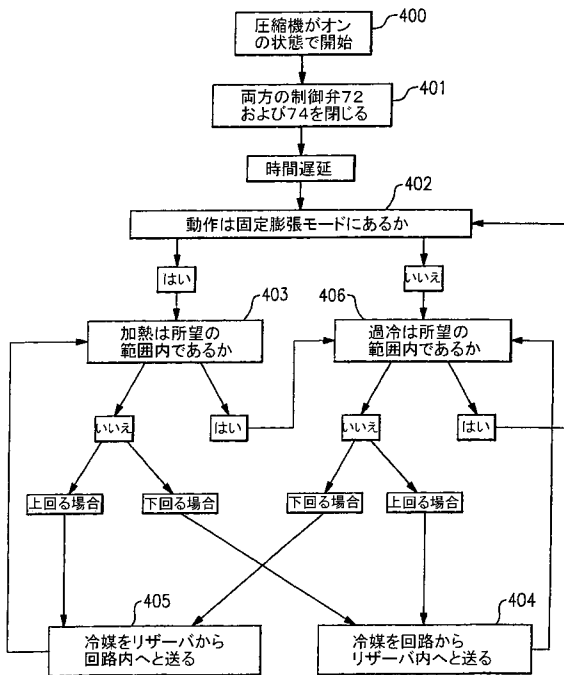 圧縮機がオン
の状態で開始
400
両方の制御弁72
および74を閉じる
401
時間遅延
402
動作は固定膨張モードにあるか
はい
いいえ
403
加熱は所望の
範囲内であるか
406
過冷は所望の
範囲内であるか
いいえ
はい
いいえ
はい
上回る場合
下回る場合
下回る場合
上回る場合
405
冷媒をリザーバから
回路内へと送る
404
冷媒を回路から
リザーバ内へと送る